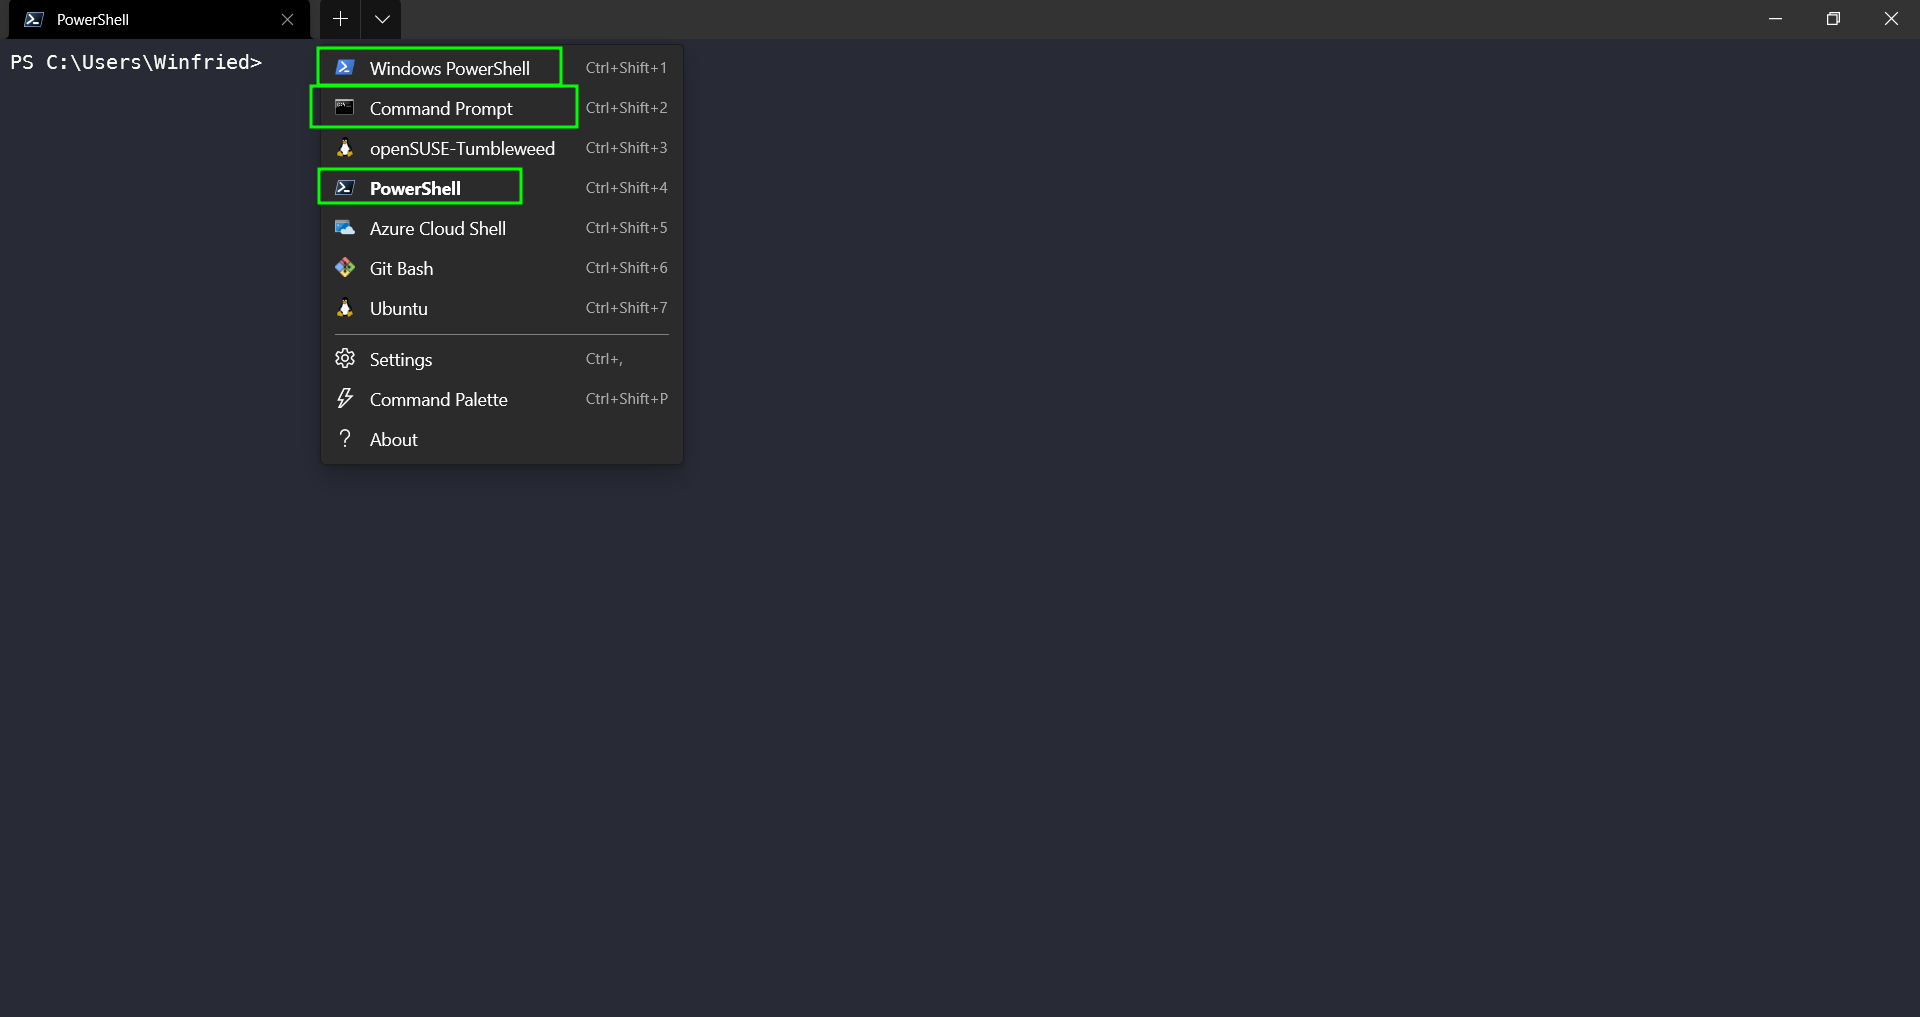 PowerShell
PS C:\Users\Winfried>
Windows PowerShell Ctrl+Shift+1
Command Prompt Ctrl+Shift+2
openSUSE-Tumbleweed Ctrl+Shift+3
PowerShell Ctrl+Shift+4
Azure Cloud Shell Ctrl+Shift+5
Git Bash Ctrl+Shift+6
Ubuntu Ctrl+Shift+7
Settings Ctrl+,
Command Palette Ctrl+Shift+P
About